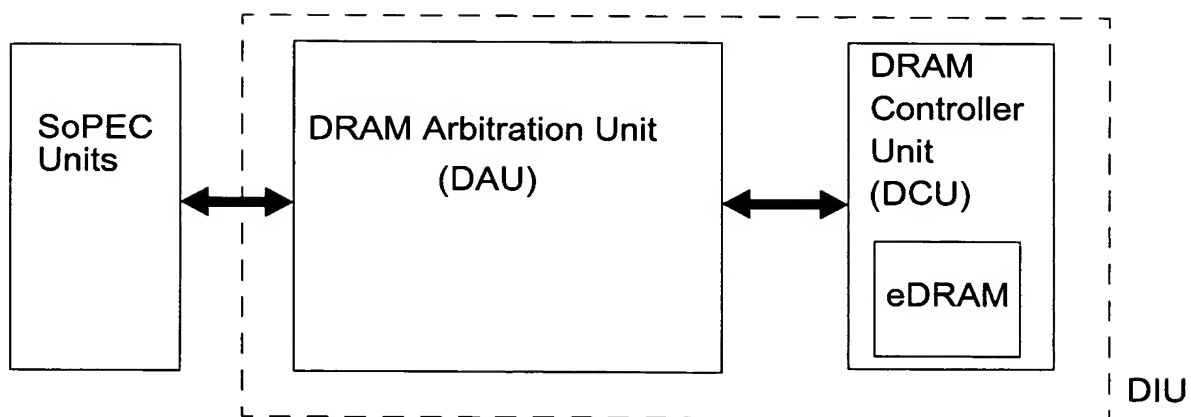 SoPEC
Units
DRAM Arbitration Unit
(DAU)
DRAM
Controller
Unit
(DCU)
eDRAM
DIU